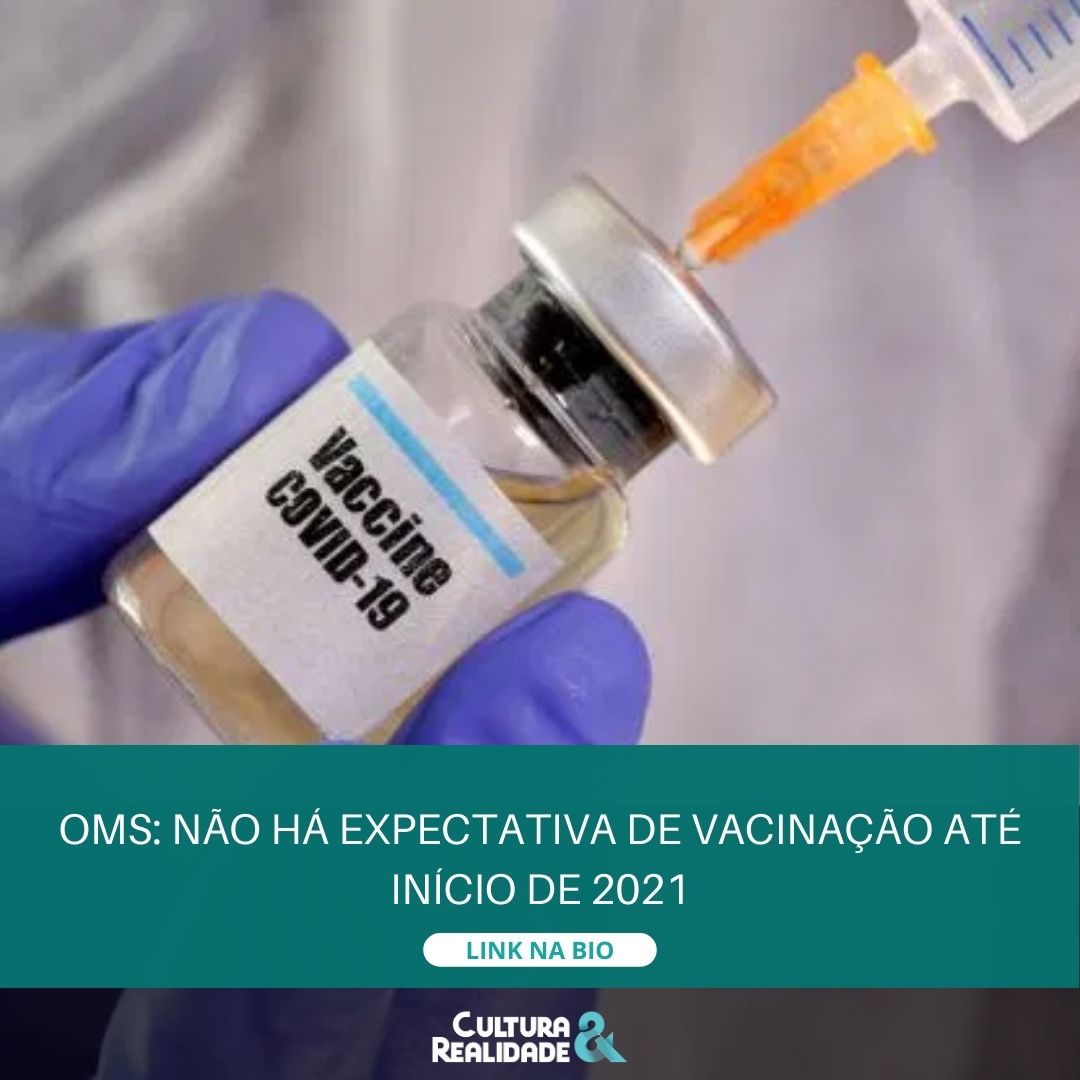 Vaccine
COVID-19
OMS: NÃO HÁ EXPECTATIVA DE VACINAÇÃO ATÉ
INÍCIO DE 2021
LINK NA BIO
CULTURA &
REALIDADE